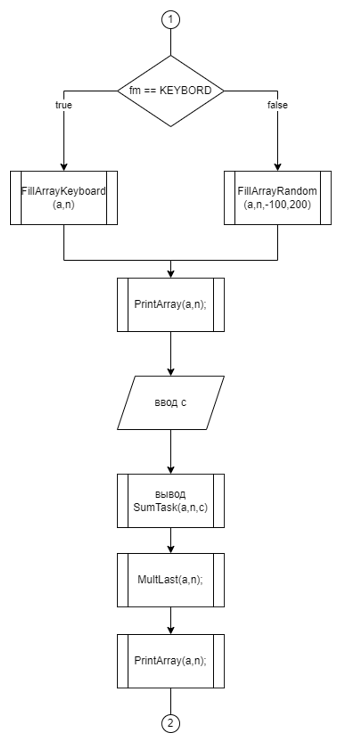 1
fm == KEYBORD
true
false
FillArrayKeyboard
(a,n)
FillArrayRandom
(a,n,-100,200)
PrintArray(a,n);
ввод c
вывод
SumTask(a,n,c)
MultLast(a,n);
PrintArray(a,n);
2